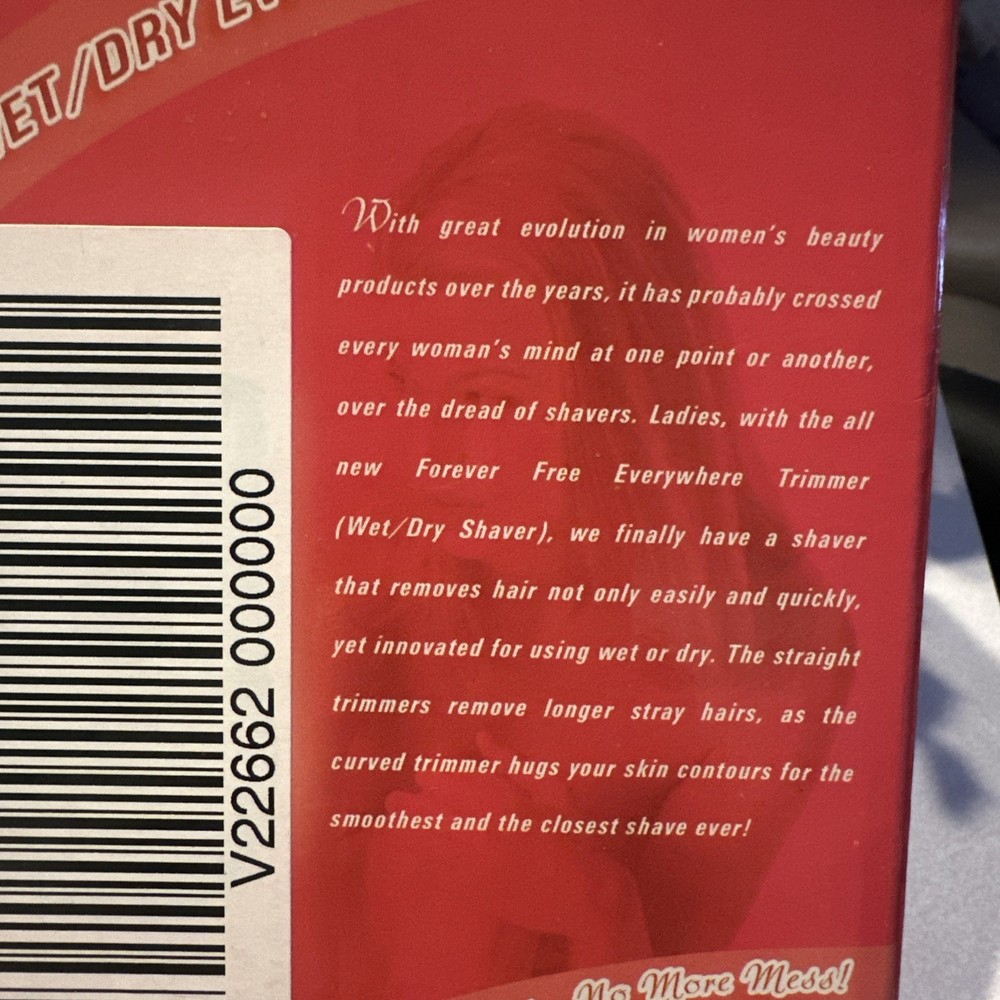 WET/DRY
With great evolution in women's beauty
products over the years, it has probably crossed
every woman's mind at one point or another,
over the dread of shavers. Ladies, with the all
new Forever Free Everywhere Trimmer
(Wet/Dry Shaver), we finally have a shaver
that removes hair not only easily and quickly,
yet innovated for using wet or dry. The straight
trimmers remove longer stray hairs, as the
curved trimmer hugs your skin contours for the
smoothest and the closest shave ever!
V22662 000000
No More Mess!